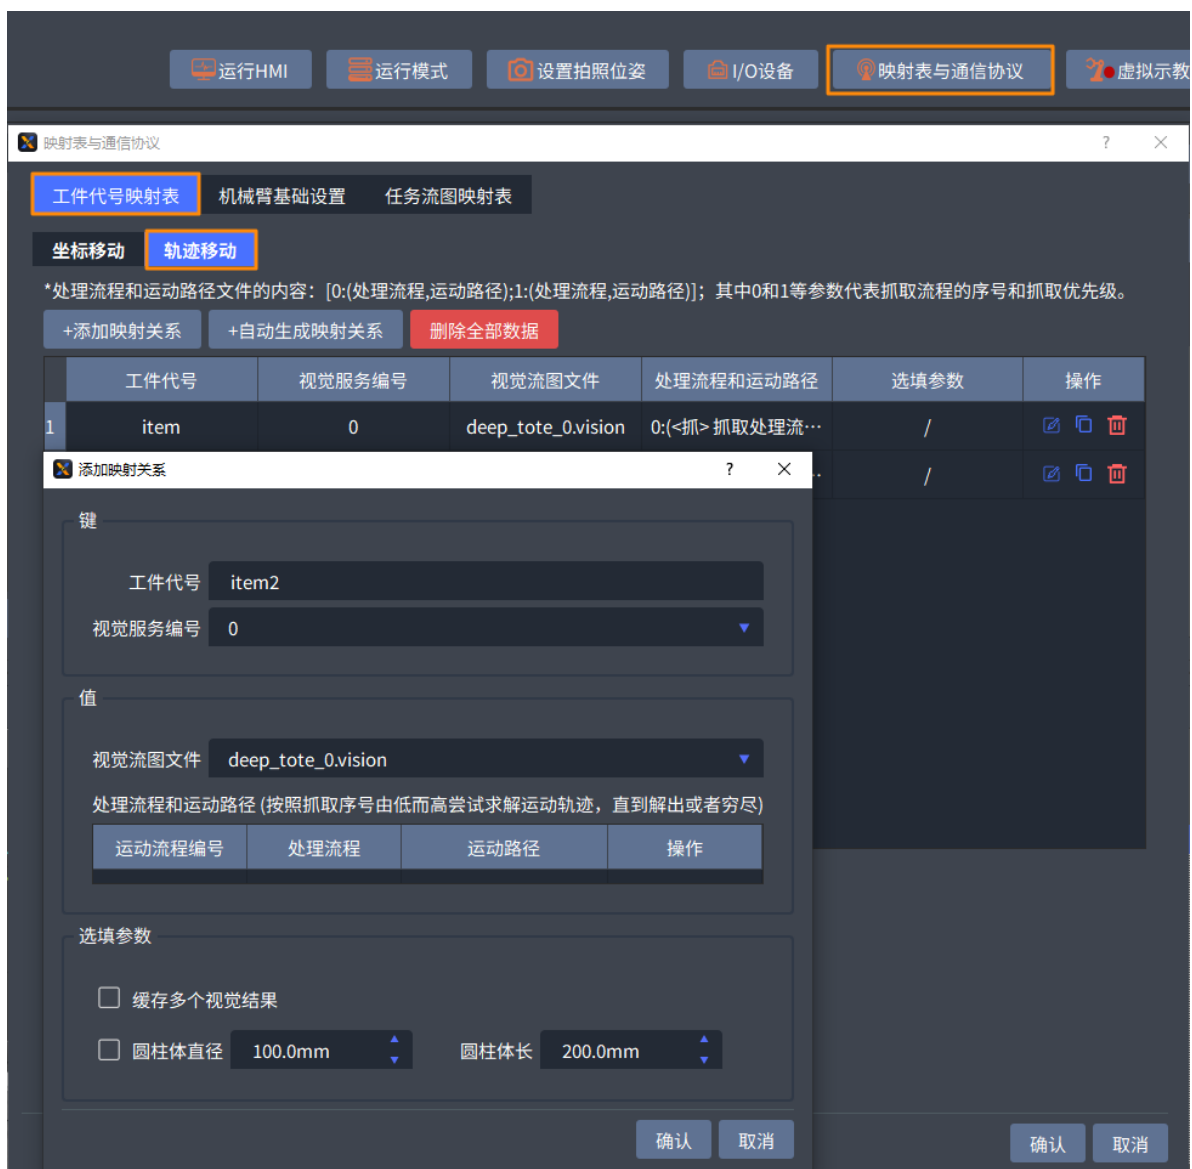 运行HMI 运行模式 设置拍照位姿 I/O设备 映射表与通信协议 虚拟示教
映射表与通信协议 ? ×
工件代号映射表 机械臂基础设置 任务流图映射表
坐标移动 轨迹移动
*处理流程和运动路径文件的内容：[0:(处理流程,运动路径);1:(处理流程,运动路径)]；其中0和1等参数代表抓取流程的序号和抓取优先级。
+添加映射关系 +自动生成映射关系 删除全部数据
工件代号 视觉服务编号 视觉流图文件 处理流程和运动路径 选填参数 操作
1 item 0 deep_tote_0.vision 0:(<抓> 抓取处理流… /
添加映射关系 ? ×
/
键
工件代号 item2
视觉服务编号 0
值
视觉流图文件 deep_tote_0.vision
处理流程和运动路径 (按照抓取序号由低而高尝试求解运动轨迹，直到解出或者穷尽)
运动流程编号 处理流程 运动路径 操作
选填参数
缓存多个视觉结果
圆柱体直径 100.0mm 圆柱体长 200.0mm
确认 取消
确认 取消